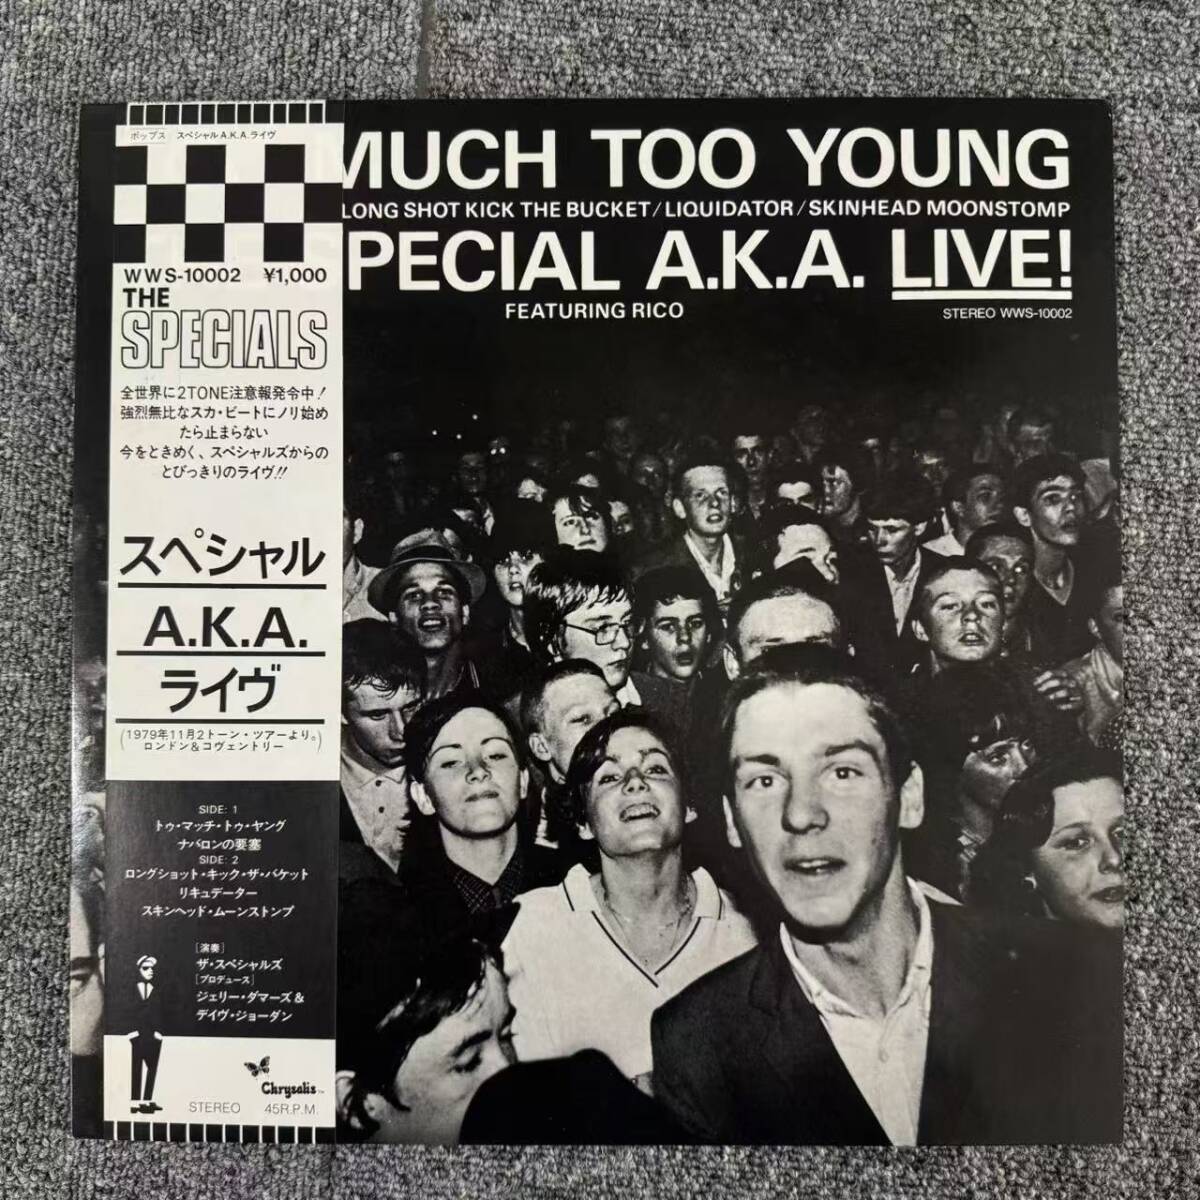 ポップス スペシャルA.K.A.ライヴ
WWS-10002 ¥1,000
THE
SPECIALS
全世界に2TONE注意報発令中!
強烈無比なスカ・ビートにノリ始め
たら止まらない
今をときめく、スペシャルズからの
とびっきりのライヴ!!
スペシャル
A.K.A.
ライヴ
(1979年11月2トーン・ツアーより。
ロンドン&コヴェントリー)
SIDE: 1
トゥ・マッチ・トゥ・ヤング
ナバロンの要塞
SIDE: 2
ロングショット・キック・ザ・バケット
リキュデーター
スキンヘッド・ムーンストンプ
[演奏]
ザ・スペシャルズ
[プロデュース]
ジェリー・ダマーズ&
デイヴ・ジョーダン
Chrysalis TM
STEREO 45R.P.M.
MUCH TOO YOUNG
LONG SHOT KICK THE BUCKET/LIQUIDATOR/SKINHEAD MOONSTOMP
PECIAL A.K.A. LIVE!
FEATURING RICO
STEREO WWS-10002